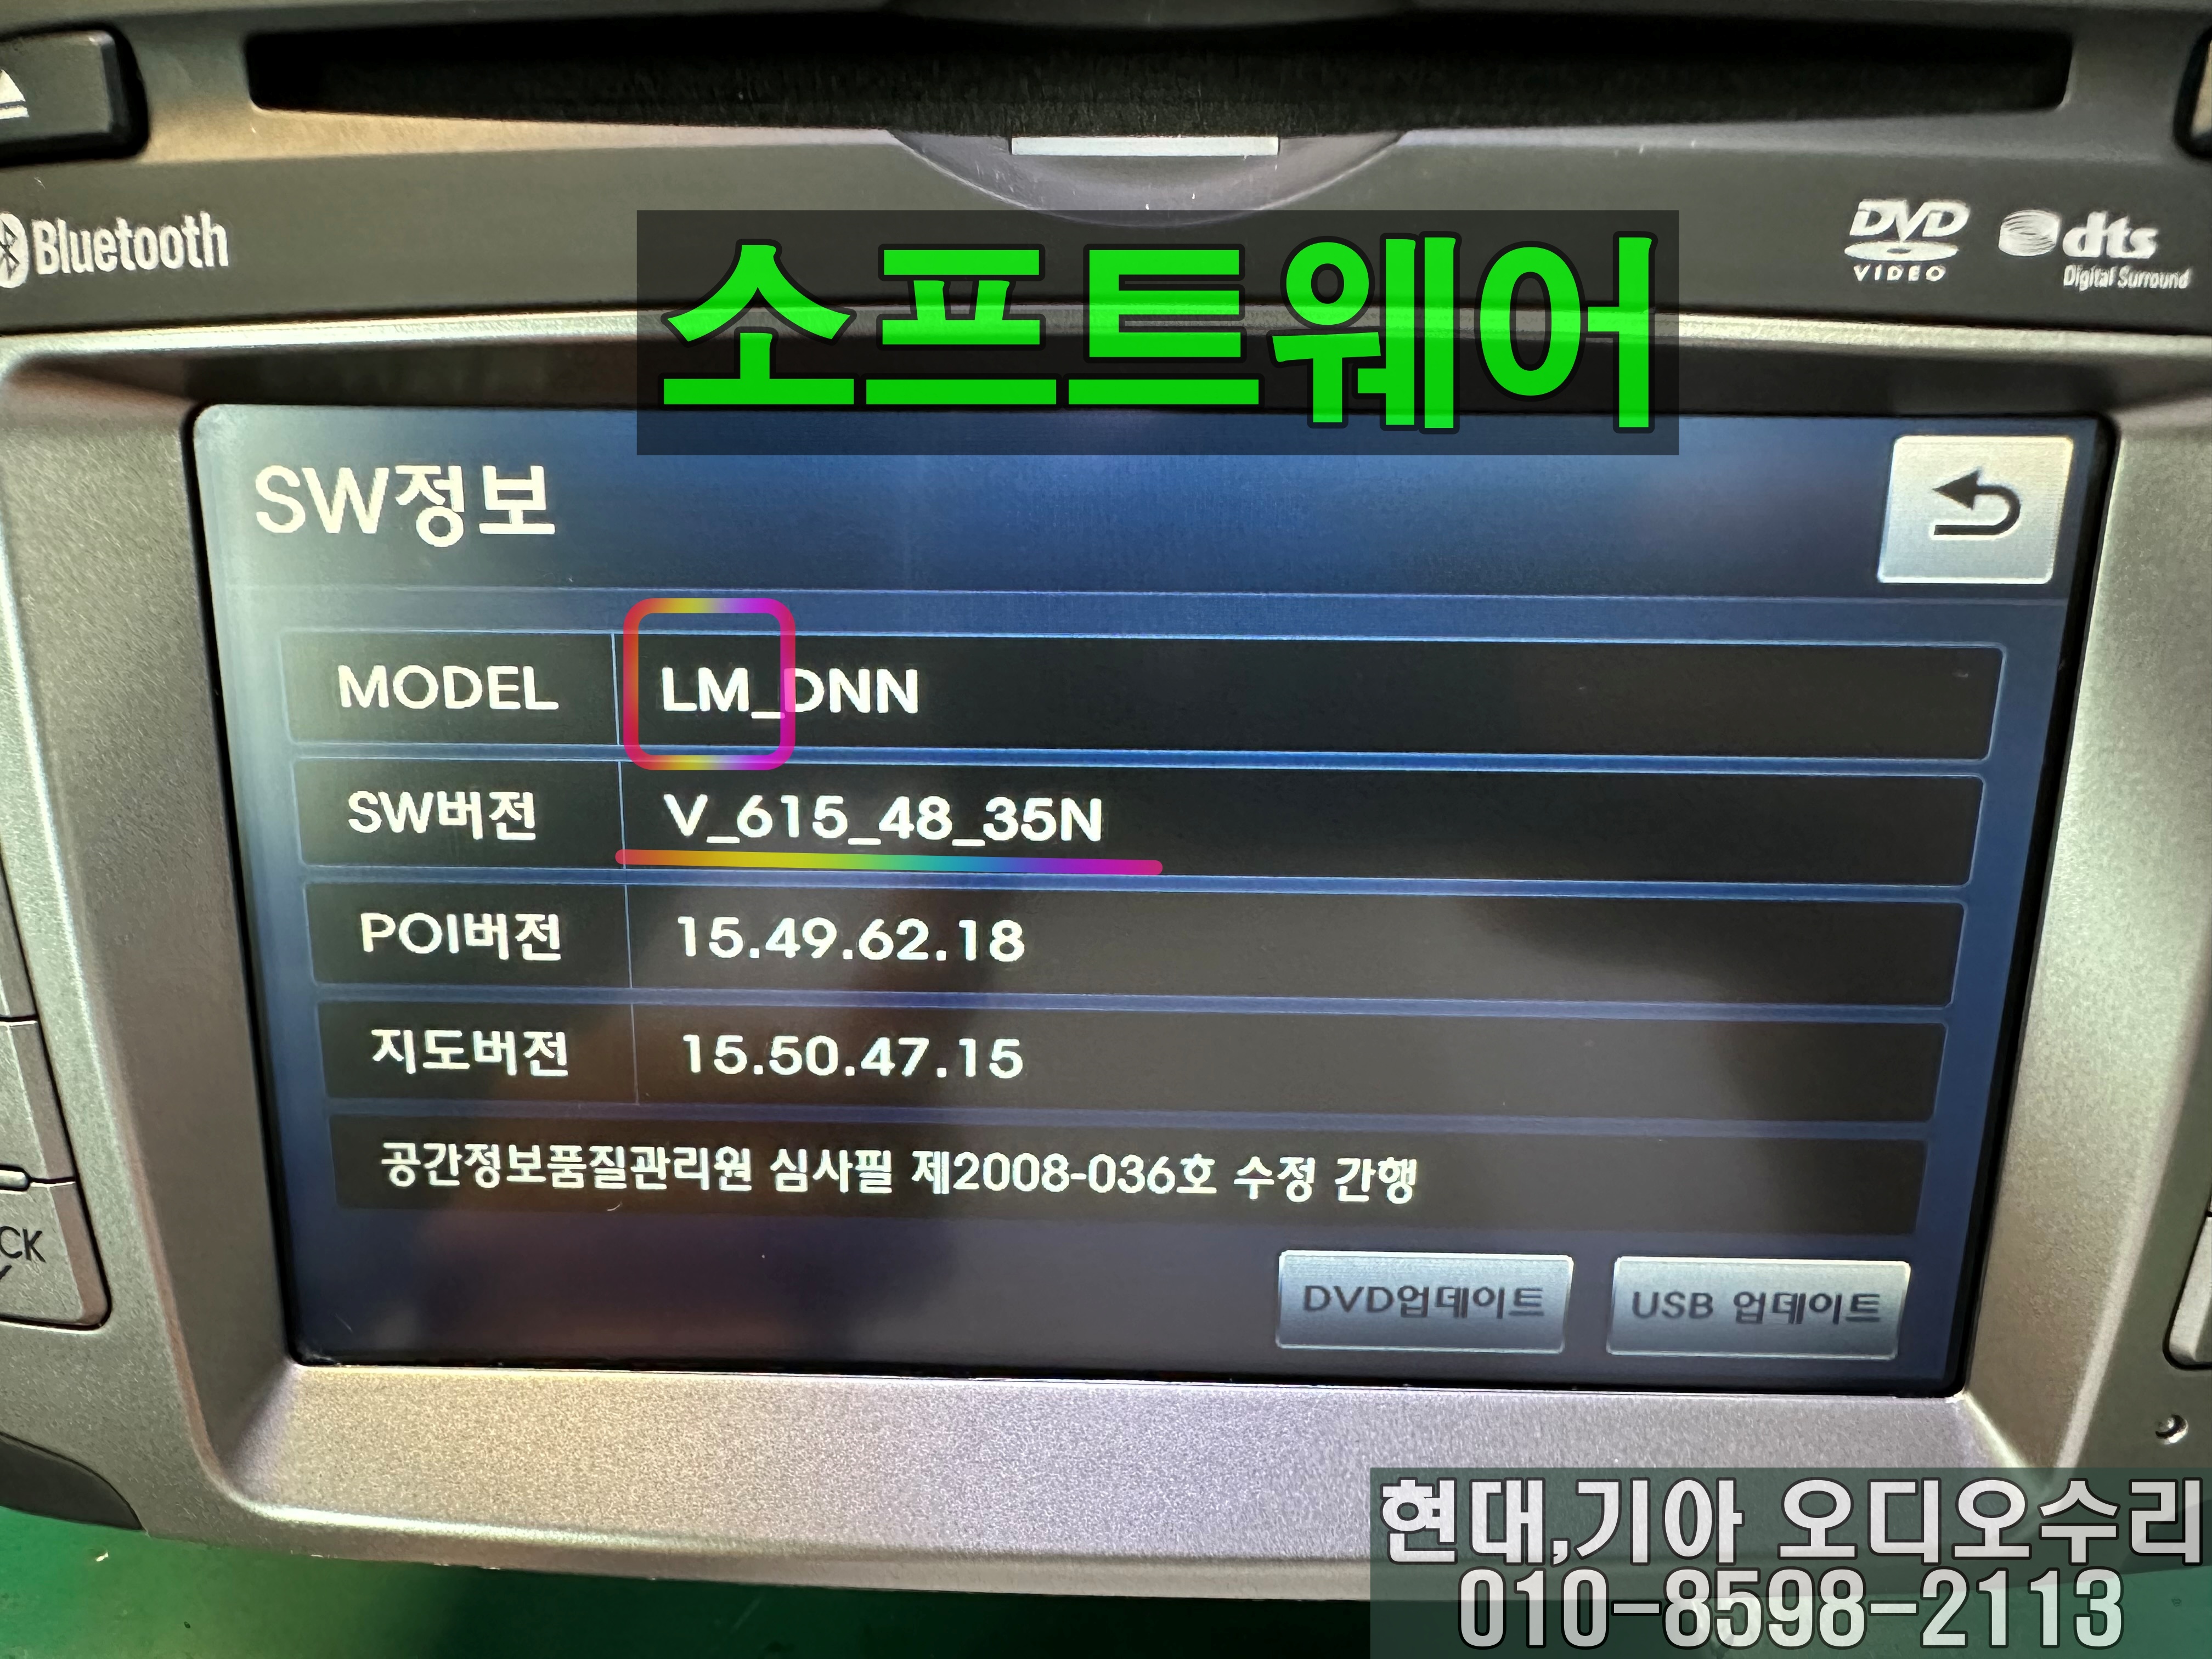 Bluetooth
DVD
VIDEO
dts
Digital Surround
소프트웨어
SW정보
MODEL LM_DNN
SW버전 V_615_48_35N
POI버전 15.49.62.18
지도버전 15.50.47.15
공간정보품질관리원 심사필 제2008-036호 수정 간행
CK
DVD업데이트 USB 업데이트
현대,기아 오디오수리
010-8598-2113